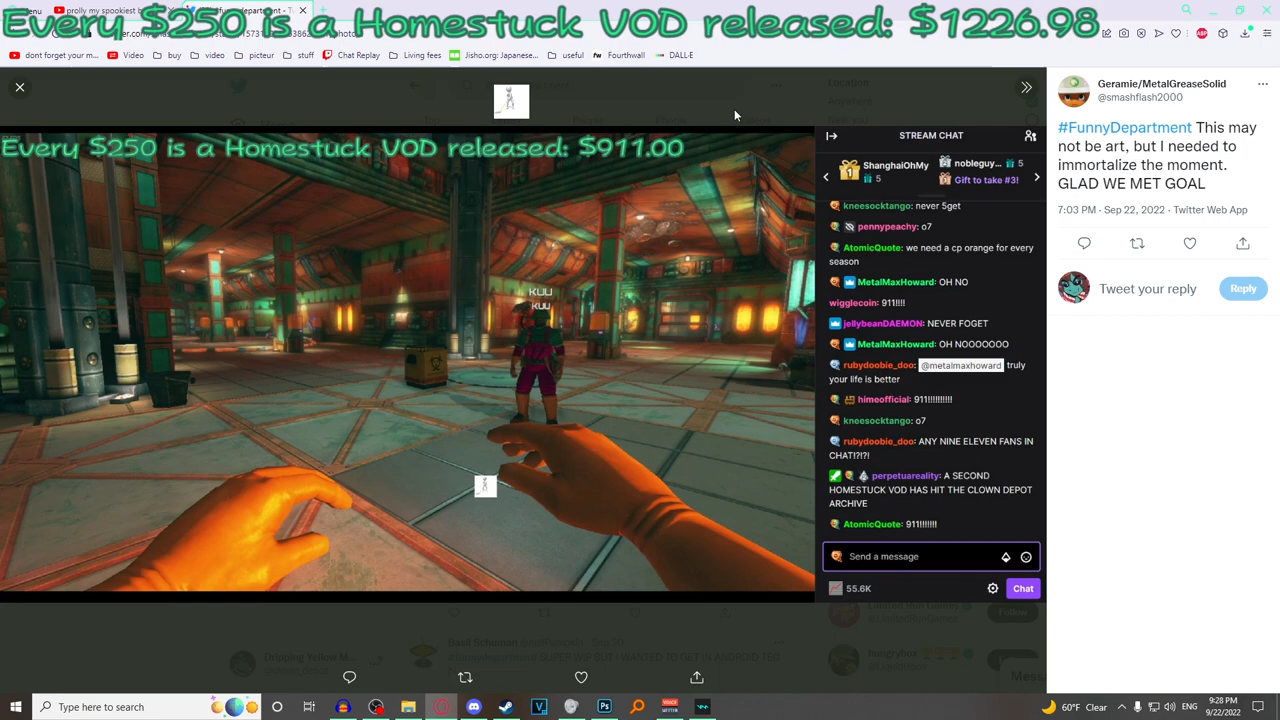 Every $250 is a Homestuck VOD released: $1226.98
prolly my spookiest b
dont forget your m...
Video
buy
video
picteur
stuff
Chat Replay
Living fees
Jisho.org: Japanese...
useful
Fourthwall
DALL-E
Every $250 is a Homestuck VOD released: $911.00
KUU
KUU
STREAM CHAT
ShanghaiOhMy
5
nobleguy... 5
Gift to take #3!
kneesocktango: never 5get
pennypeachy: o7
AtomicQuote: we need a cp orange for every
season
MetalMaxHoward: OH NO
wigglecoin: 911!!!!
jellybeanDAEMON: NEVER FOGET
MetalMaxHoward: OH NOOOOOOO
rubydoobie_doo: @metalmaxhoward truly
your life is better
himeofficial: 911!!!!!!!!!!
kneesocktango: o7
rubydoobie_doo: ANY NINE ELEVEN FANS IN
CHAT!?!?!
perpetuareality: A SECOND
HOMESTUCK VOD HAS HIT THE CLOWN DEPOT
ARCHIVE
AtomicQuote: 911!!!!!!!
Send a message
55.6K
Chat
Geramie/MetalGreaseSolid
@smashflash2000
#FunnyDepartment This may
not be art, but I needed to
immortalize the moment.
GLAD WE MET GOAL
7:03 PM · Sep 22, 2022 · Twitter Web App
Tweet your reply
Reply
Type here to search
60°F Clear
ENG
9:28 PM
9/22/2022